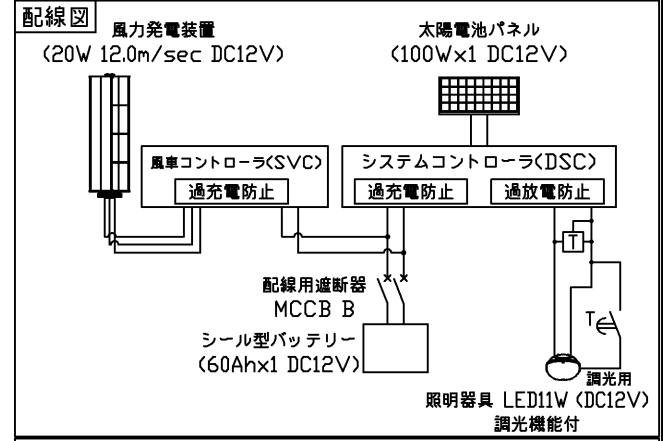 配線図
風力発電装置
(20W 12.0m/sec DC12V)
太陽電池パネル
(100Wx1 DC12V)
風車コントローラ(SVC)
過充電防止
システムコントローラ(DSC)
過充電防止
過放電防止
T
配線用遮断器
MCCB B
シール型バッテリー
(60Ahx1 DC12V)
T
調光用
照明器具 LED11W (DC12V)
調光機能付